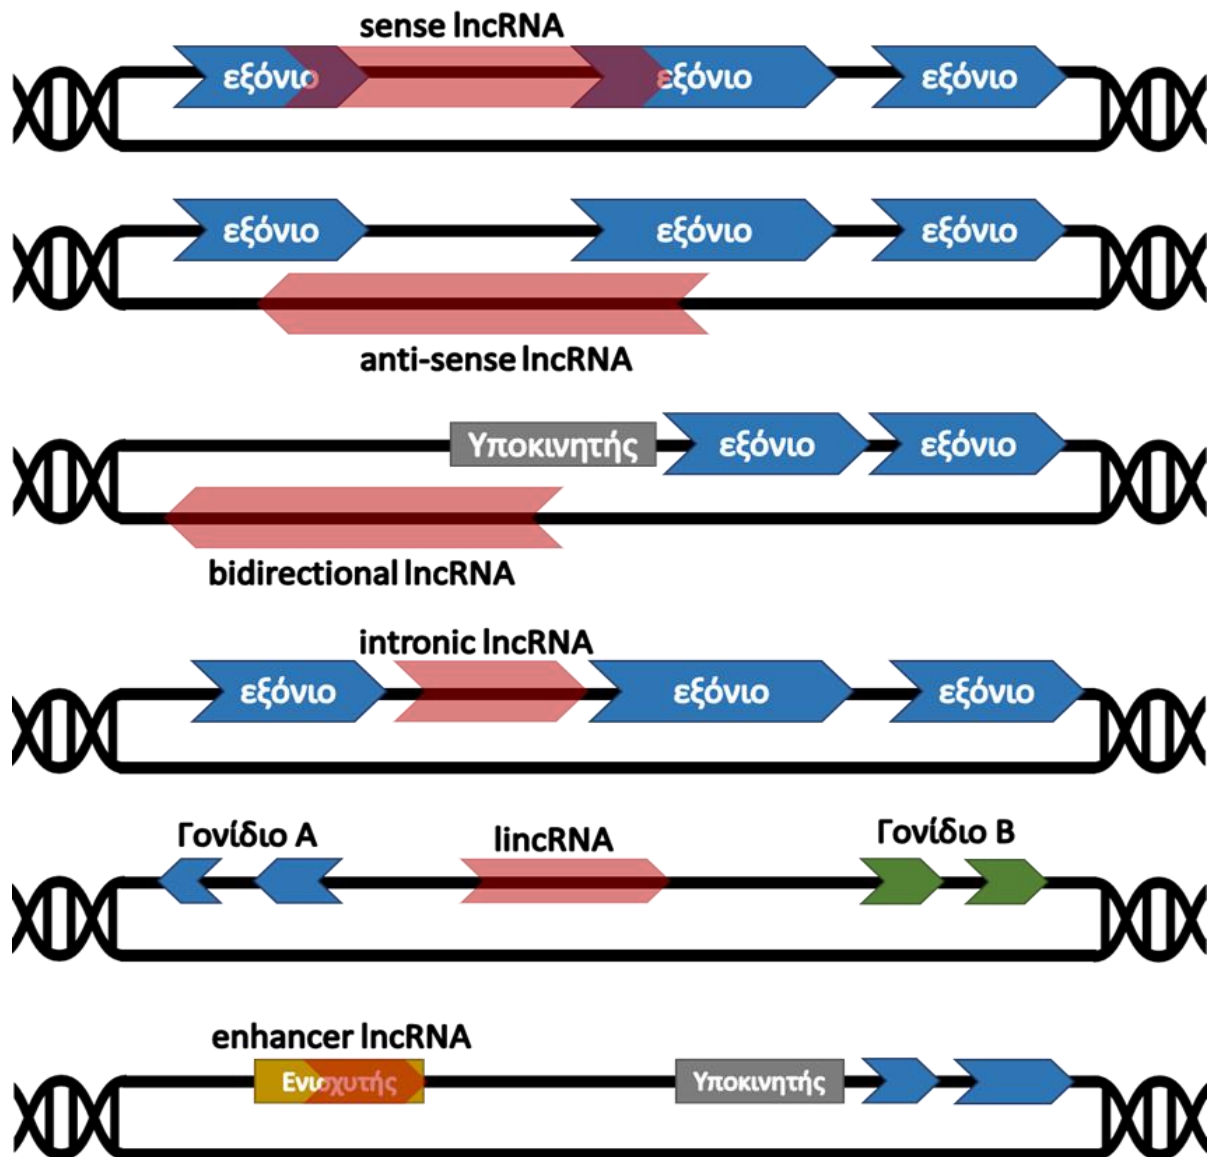 sense lncRNA
εξόνιο εξόνιο εξόνιο
εξόνιο εξόνιο εξόνιο
anti-sense lncRNA
Υποκινητής εξόνιο εξόνιο
bidirectional lncRNA
intronic lncRNA
εξόνιο εξόνιο εξόνιο
Γονίδιο Α lincRNA Γονίδιο Β
enhancer lncRNA
Ενισχυτής Υποκινητής